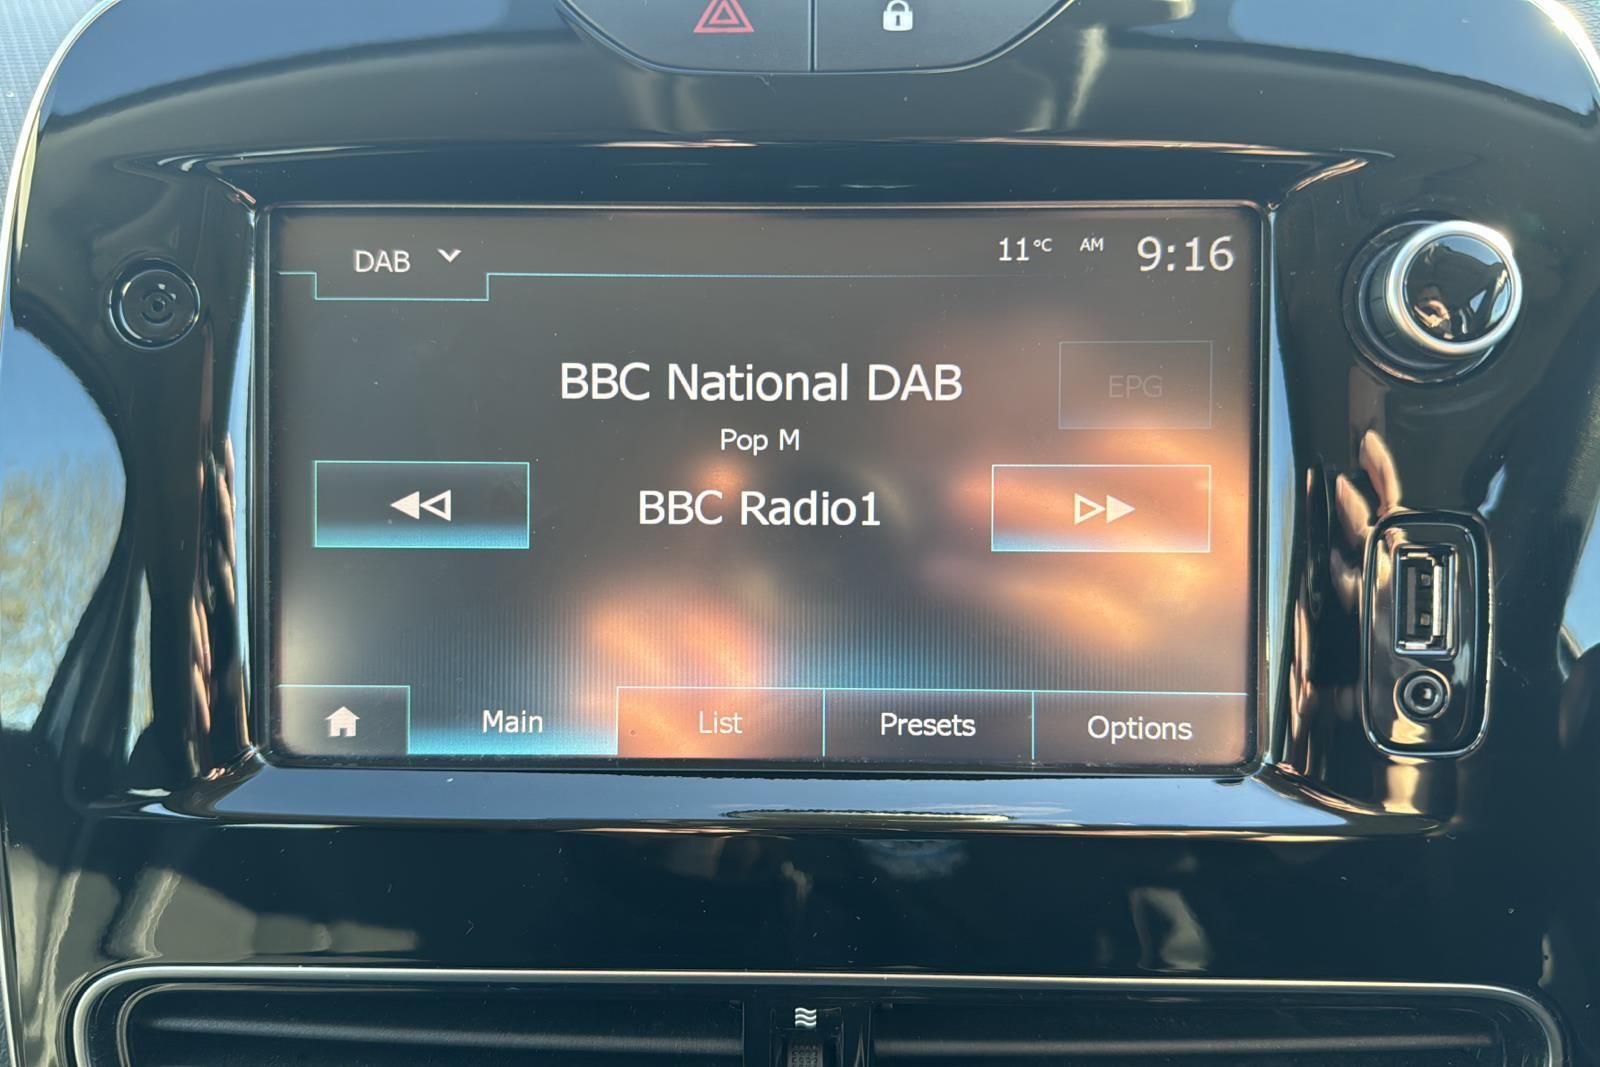 DAB
11°C AM 9:16
BBC National DAB
EPG
Pop M
BBC Radio1
Main List Presets Options